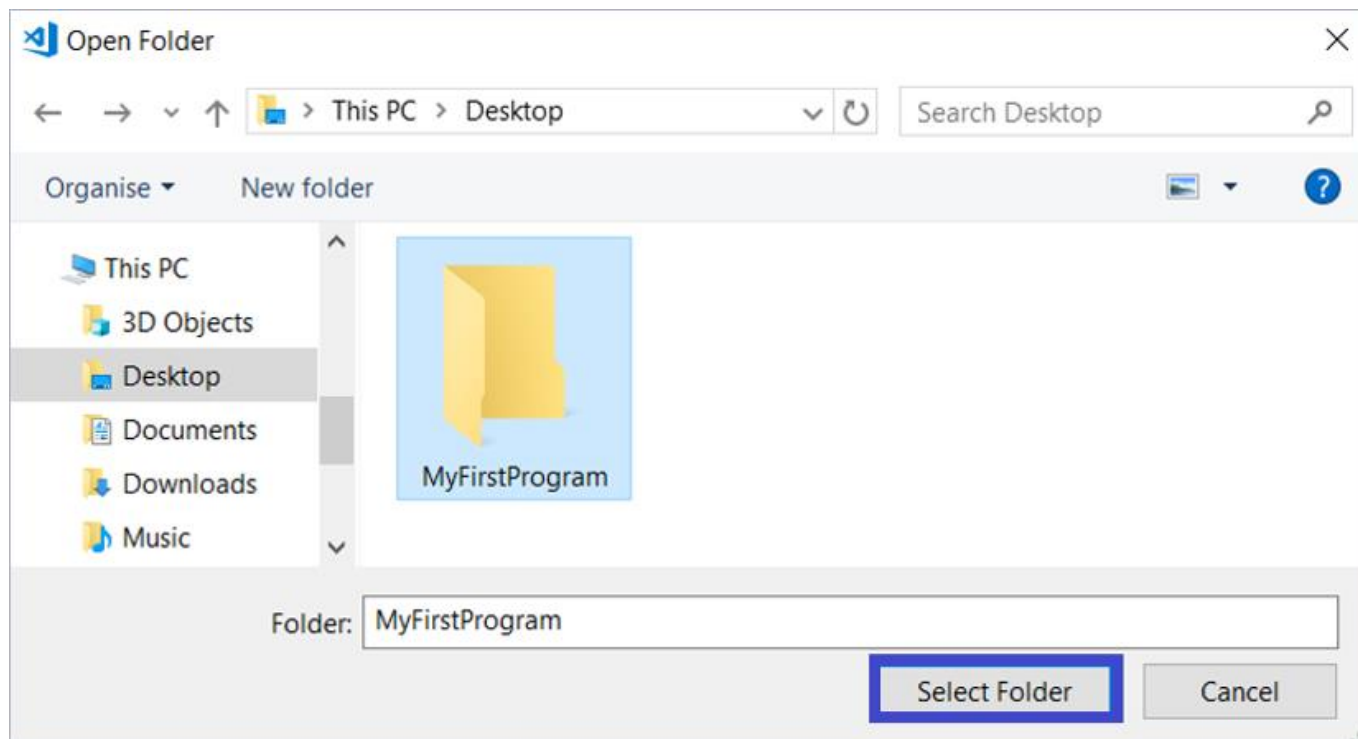 Open Folder
This PC > Desktop
Search Desktop
Organise
New folder
?
This PC
3D Objects
Desktop
Documents
Downloads
Music
MyFirstProgram
Folder: MyFirstProgram
Select Folder
Cancel